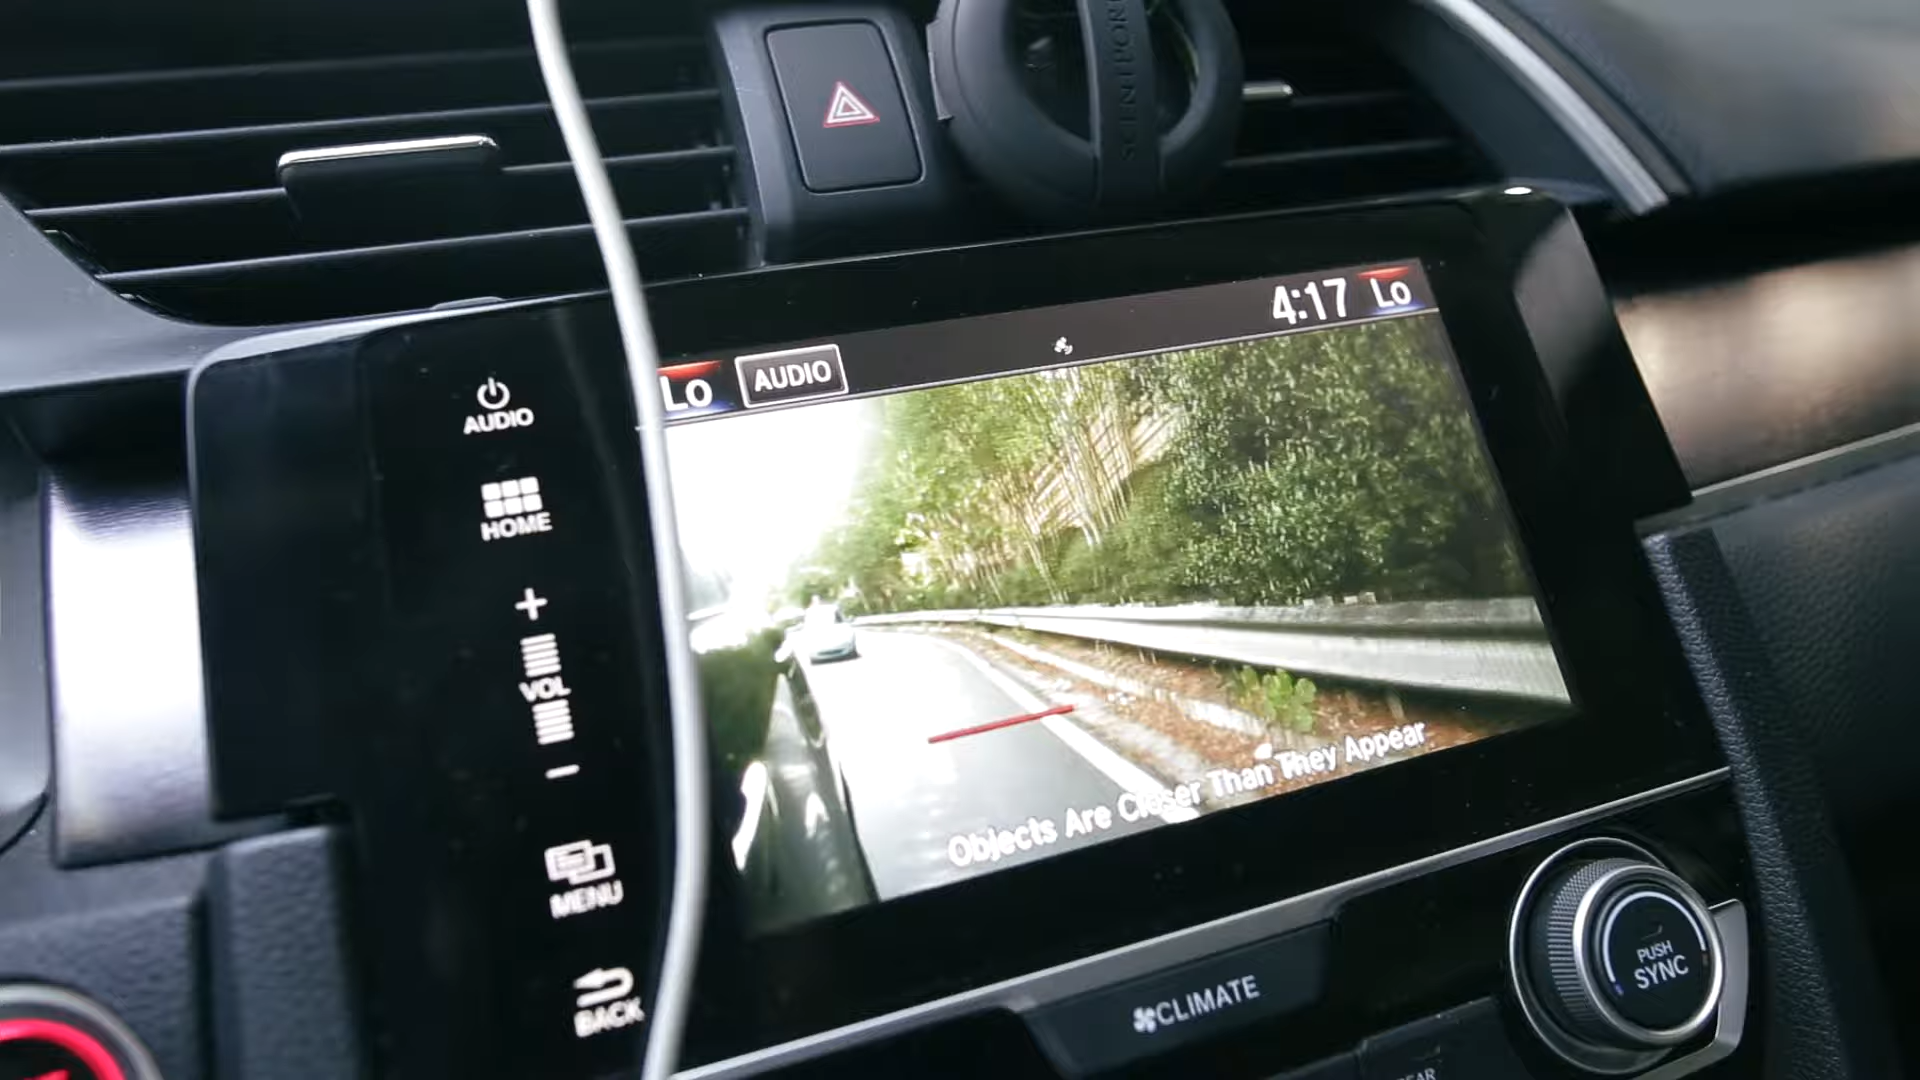 SCENTPORT
4:17
Lo
Lo
AUDIO
AUDIO
HOME
+
VOL
−
MENU
BACK
Objects Are Closer Than They Appear
CLIMATE
PUSH
SYNC